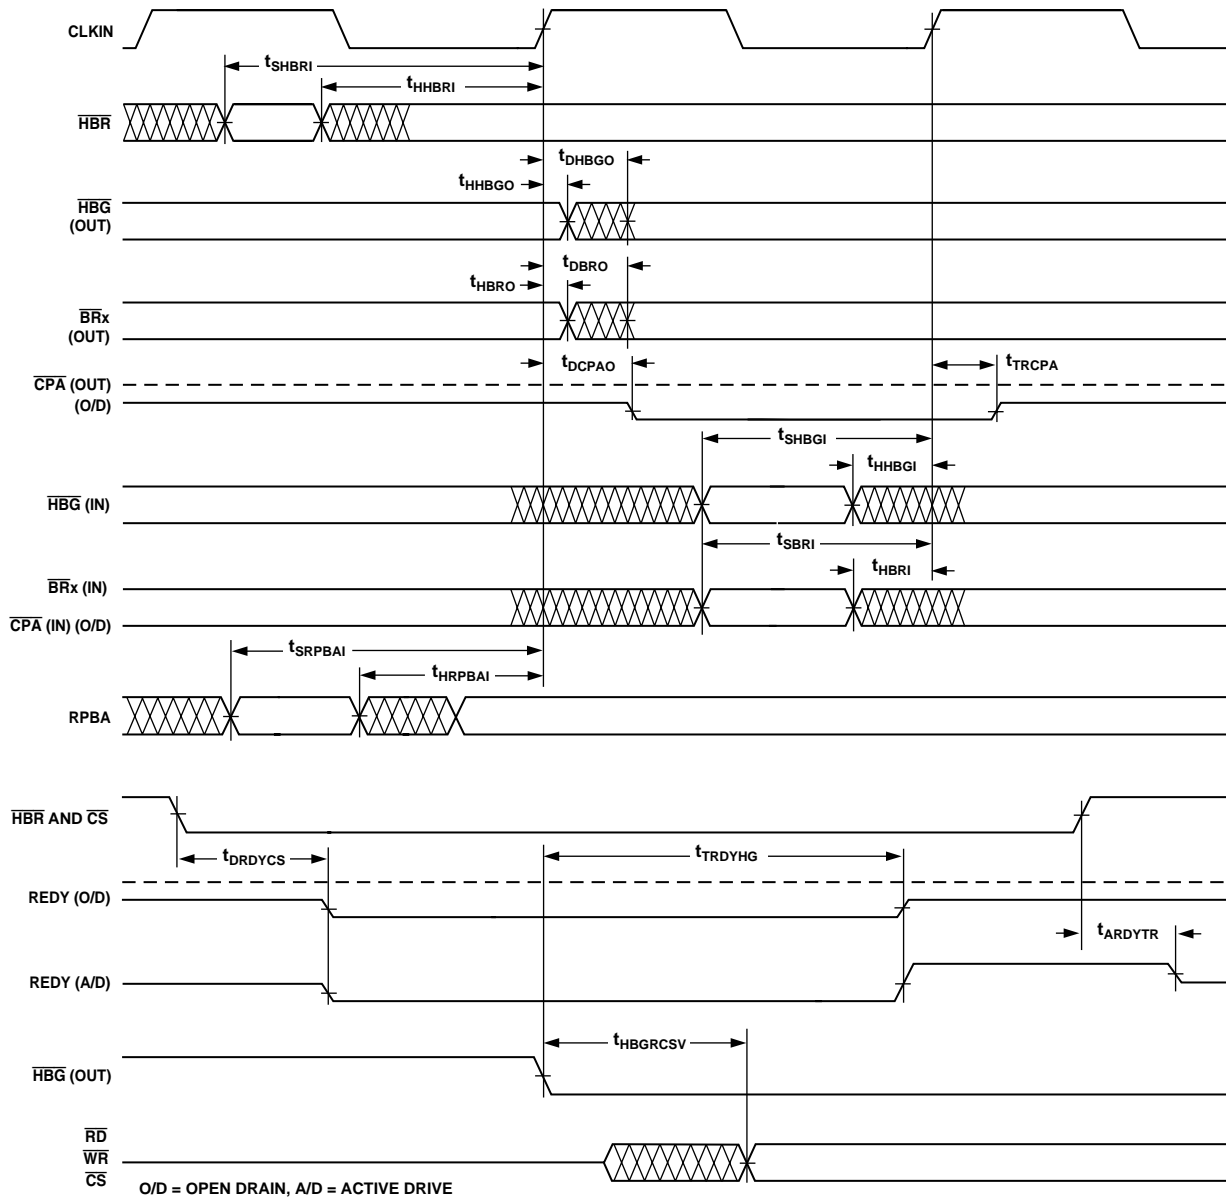 CLKIN
tSHBRI
tHHBRI
HBR
tDHBGO
tHHBGO
HBG
(OUT)
tDBRO
tHBRO
BRx
(OUT)
tDCPAO
tTRCPA
CPA (OUT)
(O/D)
tSHBGI
tHHBGI
HBG (IN)
tSBRI
tHBRI
BRx (IN)
CPA (IN) (O/D)
tSRPBAI
tHRPBAI
RPBA
HBR AND CS
tDRDYCS
tTRDYHG
REDY (O/D)
tARDYTR
REDY (A/D)
tHBGRCSV
HBG (OUT)
RD
WR
CS
O/D = OPEN DRAIN, A/D = ACTIVE DRIVE